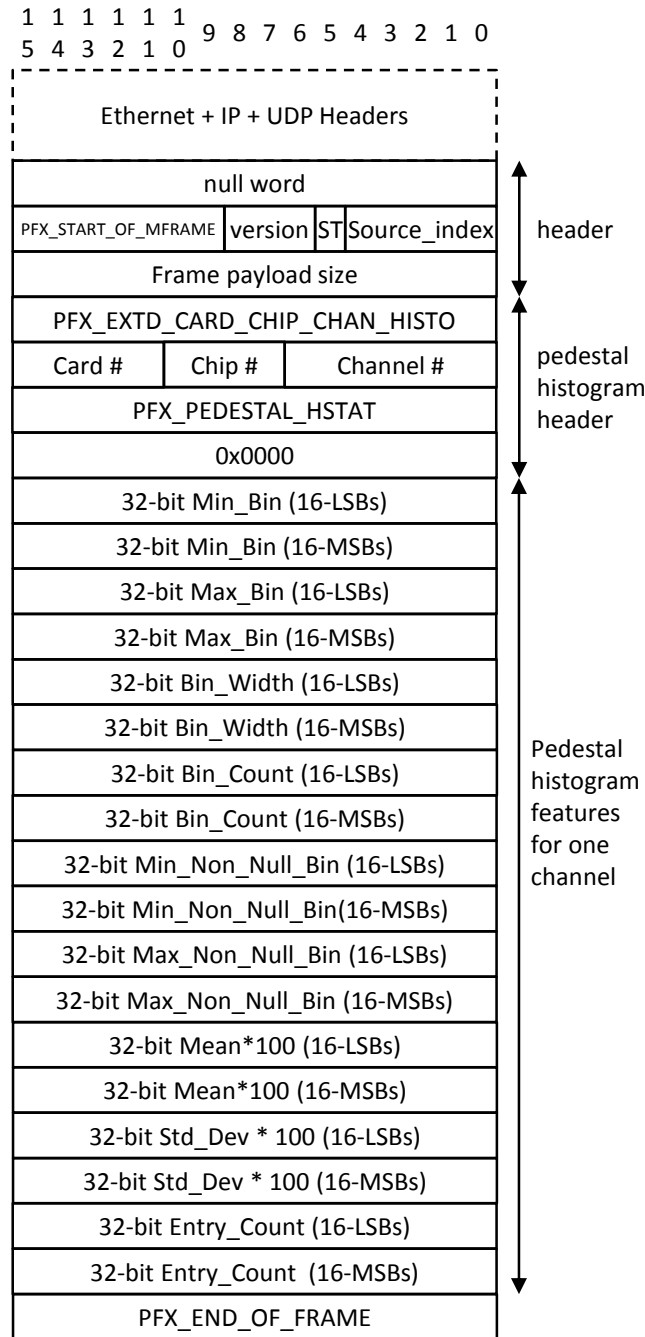 1 1 1 1 1 1 9 8 7 6 5 4 3 2 1 0
5 4 3 2 1 0
Ethernet + IP + UDP Headers
null word
PFX_START_OF_MFRAME version ST Source_index
header
Frame payload size
PFX_EXTD_CARD_CHIP_CHAN_HISTO
Card # Chip # Channel #
pedestal
histogram
header
PFX_PEDESTAL_HSTAT
0x0000
32-bit Min_Bin (16-LSBs)
32-bit Min_Bin (16-MSBs)
32-bit Max_Bin (16-LSBs)
32-bit Max_Bin (16-MSBs)
32-bit Bin_Width (16-LSBs)
32-bit Bin_Width (16-MSBs)
32-bit Bin_Count (16-LSBs)
32-bit Bin_Count (16-MSBs)
32-bit Min_Non_Null_Bin (16-LSBs)
32-bit Min_Non_Null_Bin(16-MSBs)
32-bit Max_Non_Null_Bin (16-LSBs)
32-bit Max_Non_Null_Bin (16-MSBs)
32-bit Mean*100 (16-LSBs)
32-bit Mean*100 (16-MSBs)
32-bit Std_Dev * 100 (16-LSBs)
32-bit Std_Dev * 100 (16-MSBs)
32-bit Entry_Count (16-LSBs)
32-bit Entry_Count (16-MSBs)
Pedestal
histogram
features
for one
channel
PFX_END_OF_FRAME